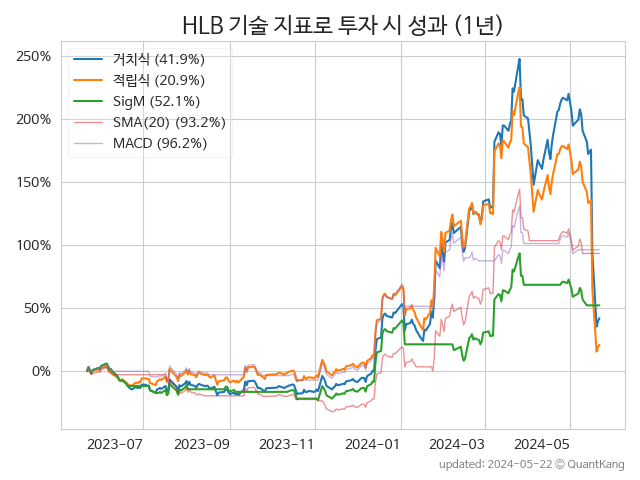 HLB 기술 지표로 투자 시 성과 (1년)
250%
200%
150%
100%
50%
0%
거치식 (41.9%)
적립식 (20.9%)
SigM (52.1%)
SMA(20) (93.2%)
MACD (96.2%)
2023-07
2023-09
2023-11
2024-01
2024-03
2024-05
updated: 2024-05-22 © QuantKang